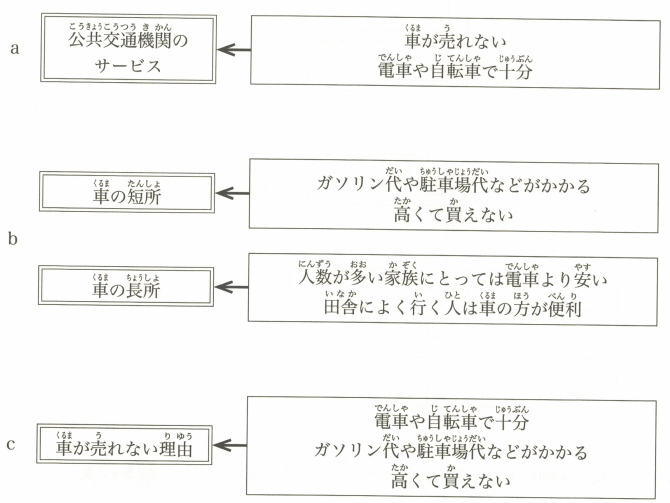 a
公共交通機関の
サービス
車が売れない
電車や自転車で十分
b
車の短所
ガソリン代や駐車場代などがかかる
高くて買えない
車の長所
人数が多い家族にとっては電車より安い
田舎によく行く人は車の方が便利
c
車が売れない理由
電車や自転車で十分
ガソリン代や駐車場代などがかかる
高くて買えない